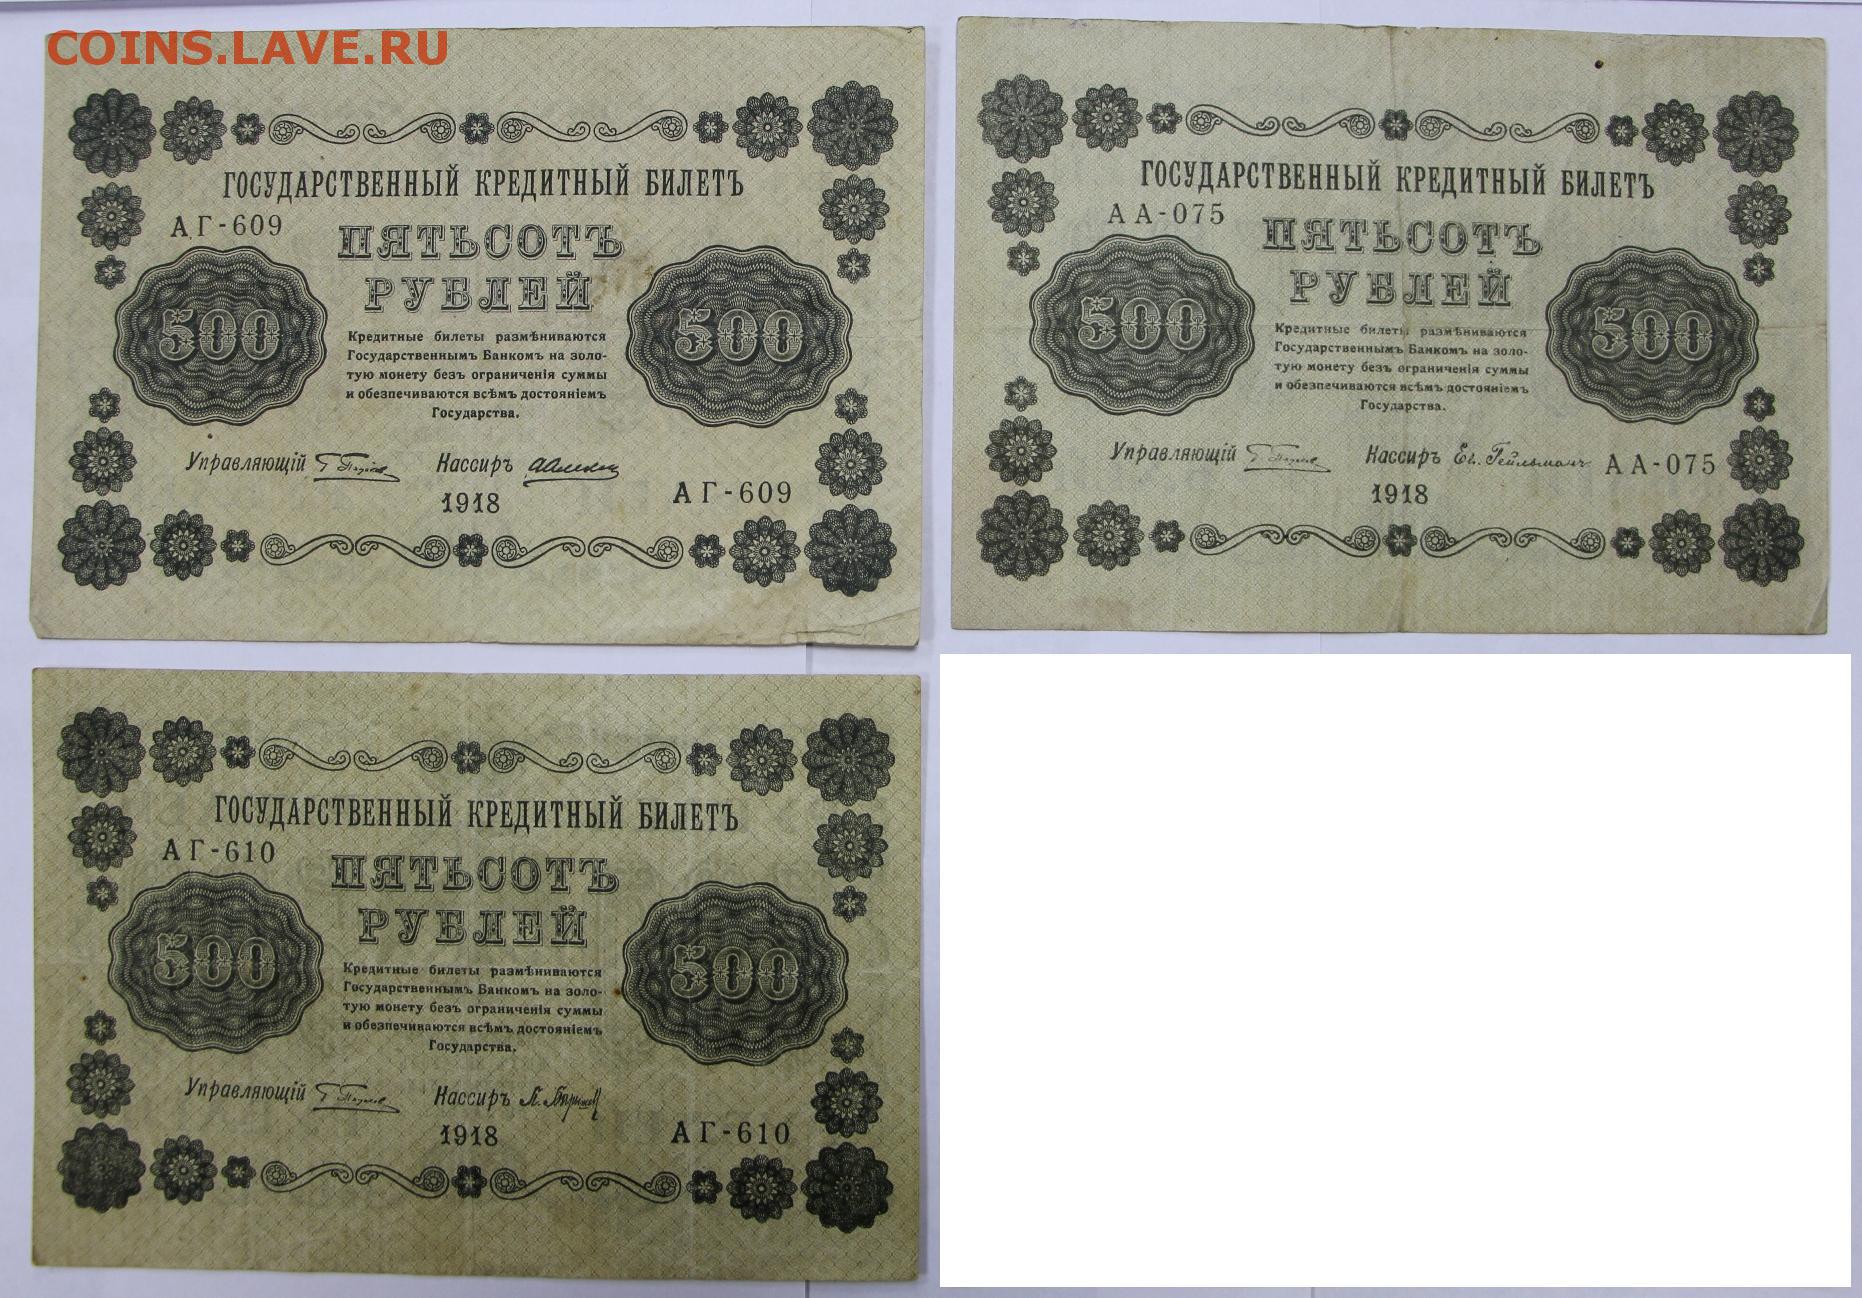 COINS.LAVE.RU
ГОСУДАРСТВЕННЫЙ КРЕДИТНЫЙ БИЛЕТЪ
АГ-609
ПЯТЬСОТЪ
РУБЛЕЙ
500
500
Кредитные билеты размѣниваются
Государственнымъ Банкомъ на золо-
тую монету безъ ограниченія суммы
и обезпечиваются всѣмъ достояніемъ
Государства.
Управляющій
Кассиръ
1918
АГ-609
ГОСУДАРСТВЕННЫЙ КРЕДИТНЫЙ БИЛЕТЪ
АА-075
ПЯТЬСОТЪ
РУБЛЕЙ
500
500
Кредитные билеты размѣниваются
Государственнымъ Банкомъ на золо-
тую монету безъ ограниченія суммы
и обезпечиваются всѣмъ достояніемъ
Государства.
Управляющій
Кассиръ Ев. Гейльманъ
АА-075
1918
ГОСУДАРСТВЕННЫЙ КРЕДИТНЫЙ БИЛЕТЪ
АГ-610
ПЯТЬСОТЪ
РУБЛЕЙ
500
500
Кредитные билеты размѣниваются
Государственнымъ Банкомъ на золо-
тую монету безъ ограниченія суммы
и обезпечиваются всѣмъ достояніемъ
Государства.
Управляющій
Кассиръ
1918
АГ-610